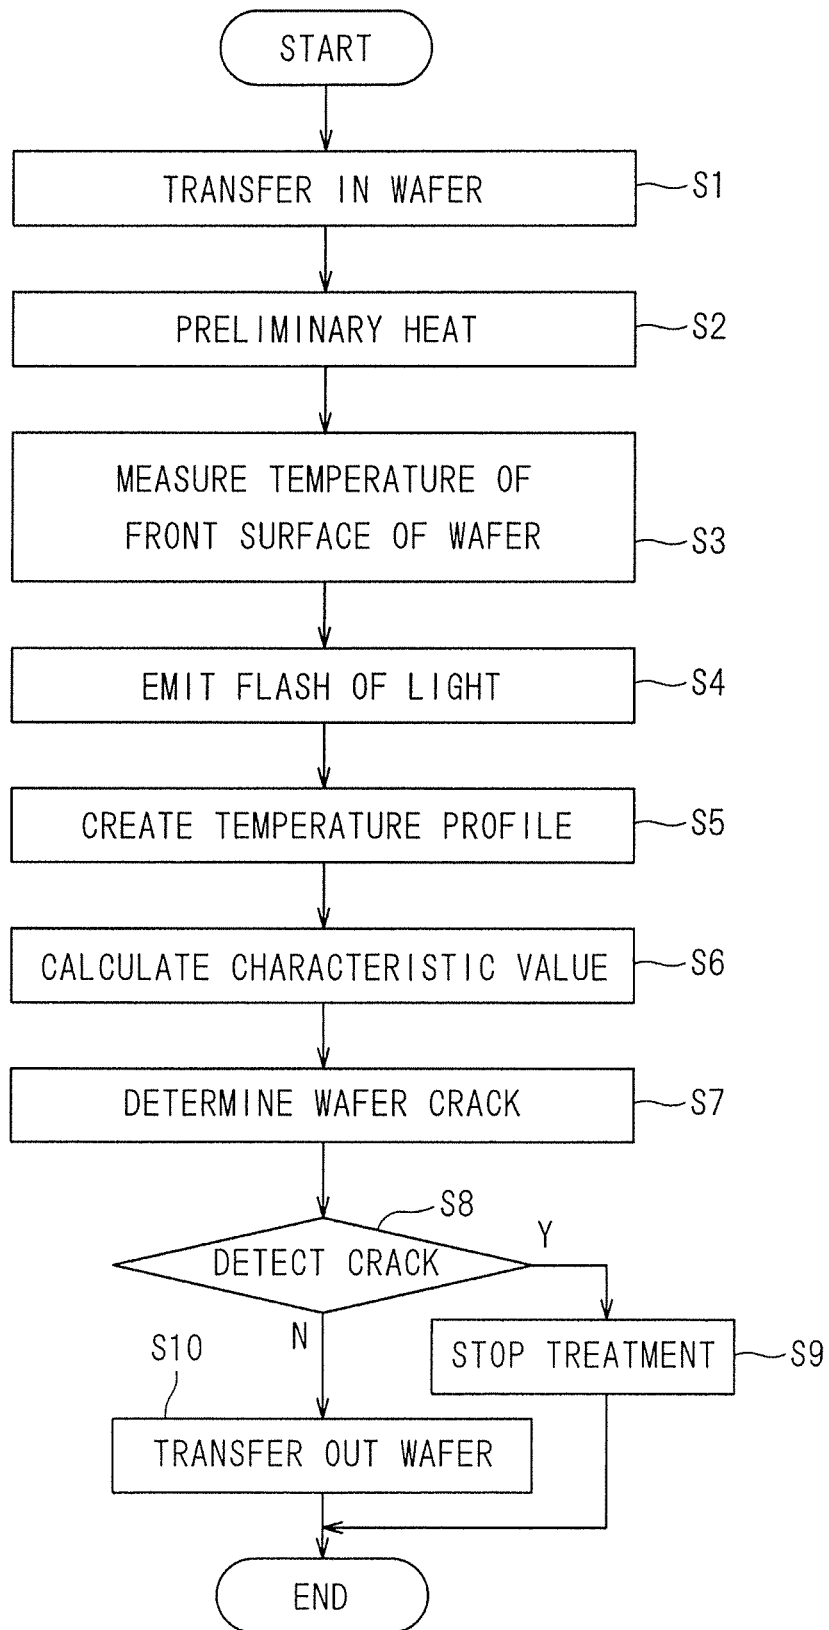 START
TRANSFER IN WAFER
S1
PRELIMINARY HEAT
S2
MEASURE TEMPERATURE OF
FRONT SURFACE OF WAFER
S3
EMIT FLASH OF LIGHT
S4
CREATE TEMPERATURE PROFILE
S5
CALCULATE CHARACTERISTIC VALUE
S6
DETERMINE WAFER CRACK
S7
S8
DETECT CRACK
Y
N
STOP TREATMENT
S9
S10
TRANSFER OUT WAFER
END